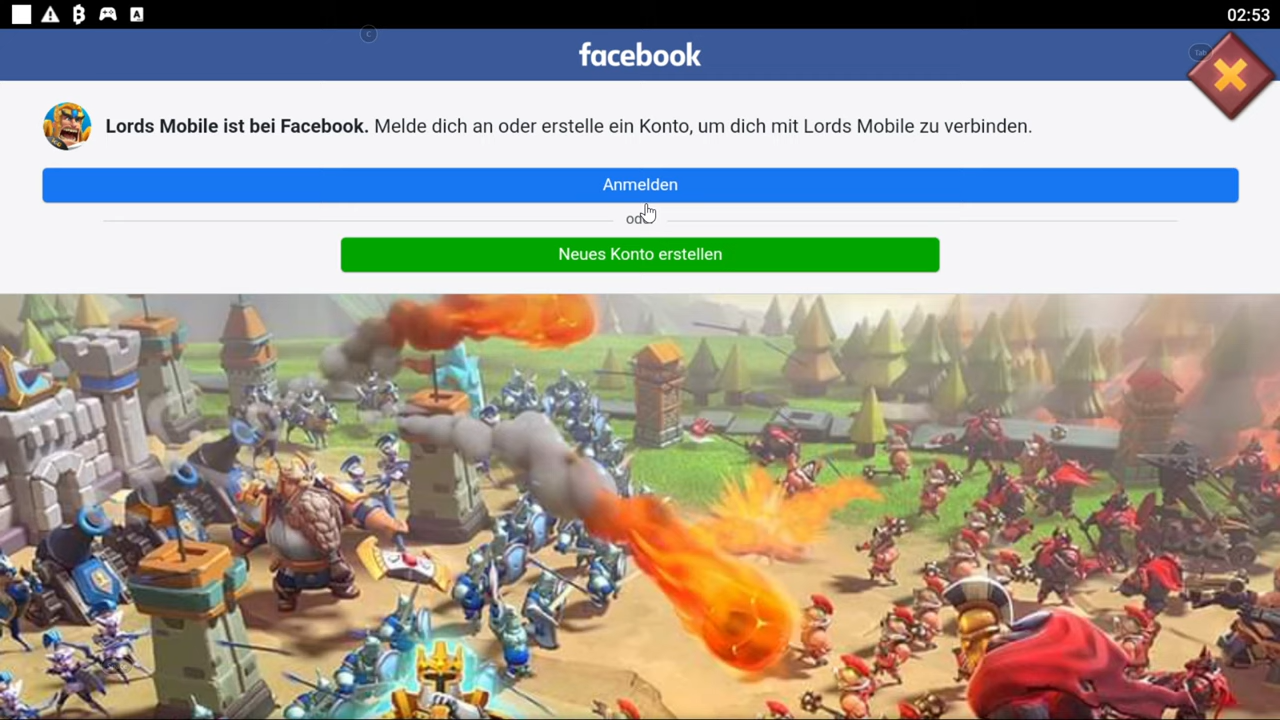 02:53
C
facebook
Tab
Lords Mobile ist bei Facebook. Melde dich an oder erstelle ein Konto, um dich mit Lords Mobile zu verbinden.
Anmelden
Neues Konto erstellen